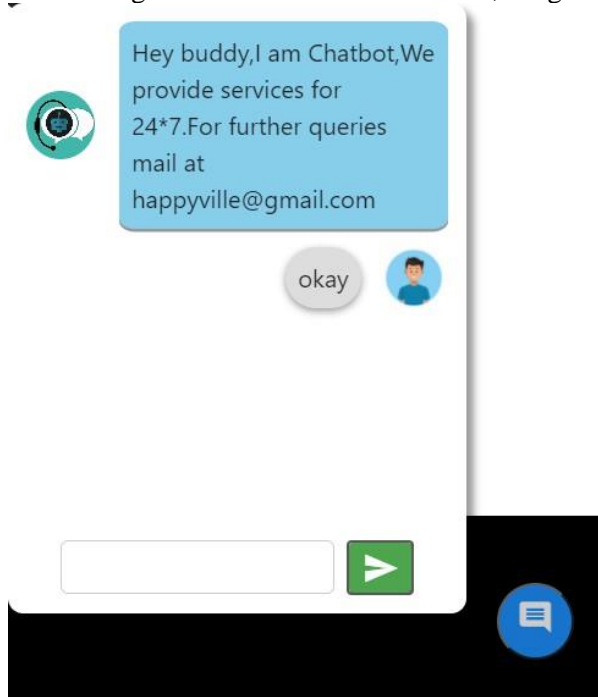 Hey buddy,I am Chatbot,We
provide services for
24*7.For further queries
mail at
happyville@gmail.com
okay